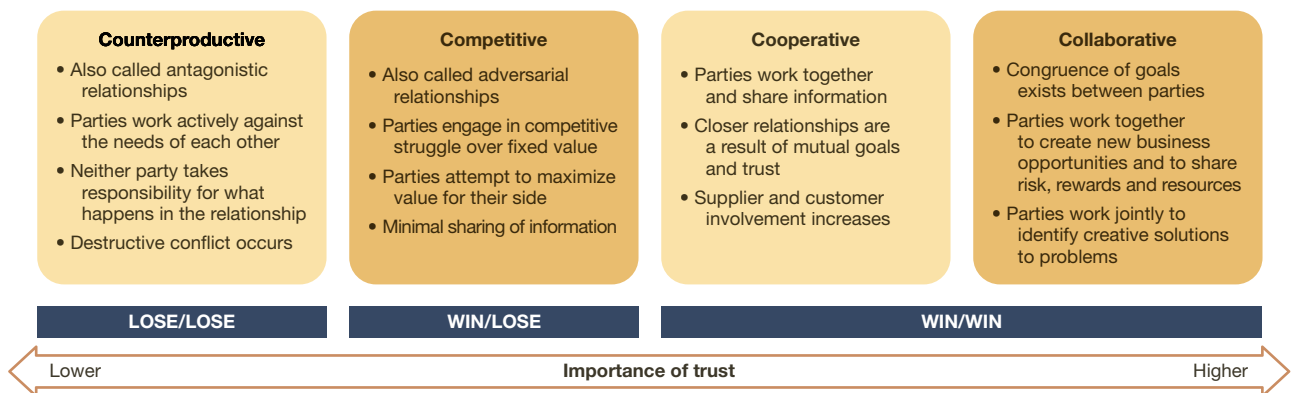 Counterproductive
• Also called antagonistic
relationships
• Parties work actively against
the needs of each other
• Neither party takes
responsibility for what
happens in the relationship
• Destructive conflict occurs
Competitive
• Also called adversarial
relationships
• Parties engage in competitive
struggle over fixed value
• Parties attempt to maximize
value for their side
• Minimal sharing of information
Cooperative
• Parties work together
and share information
• Closer relationships are
a result of mutual goals
and trust
• Supplier and customer
involvement increases
Collaborative
• Congruence of goals
exists between parties
• Parties work together
to create new business
opportunities and to share
risk, rewards and resources
• Parties work jointly to
identify creative solutions
to problems
LOSE/LOSE
WIN/LOSE
WIN/WIN
Lower
Importance of trust
Higher